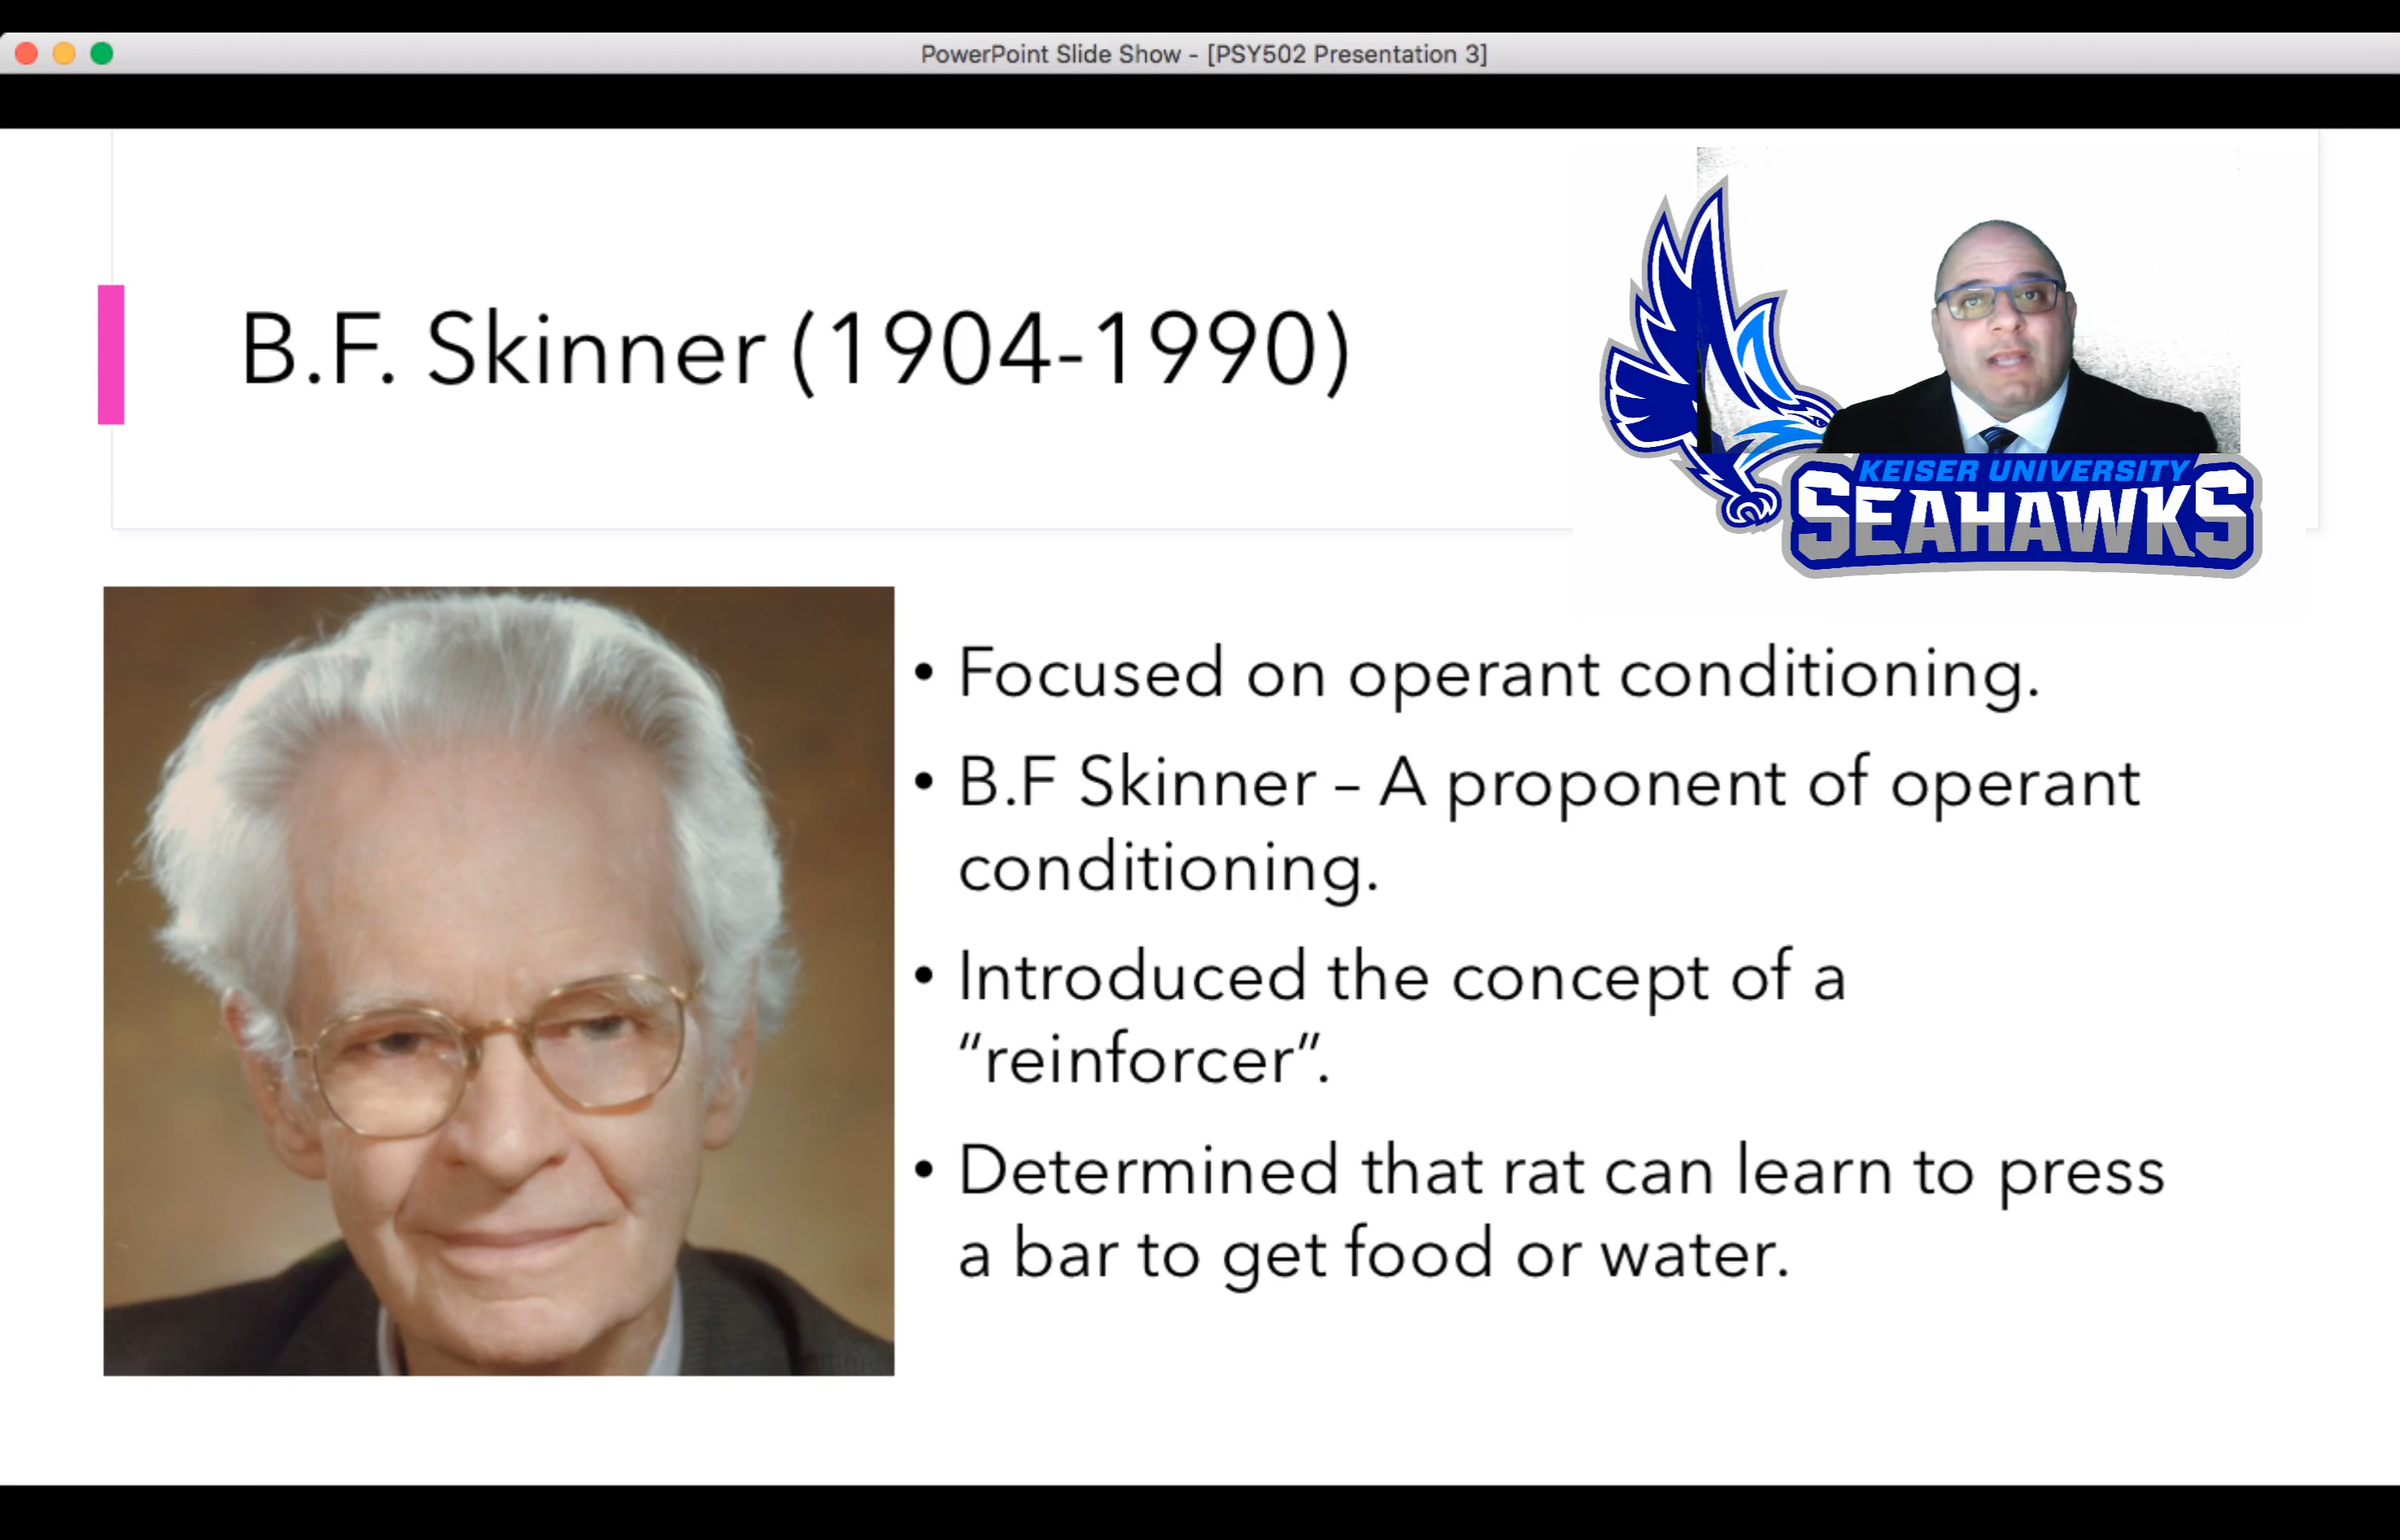 PowerPoint Slide Show - [PSY502 Presentation 3]
B.F. Skinner (1904-1990)
KEISER UNIVERSITY
SEAHAWKS
• Focused on operant conditioning.
• B.F Skinner – A proponent of operant
conditioning.
• Introduced the concept of a
“reinforcer”.
• Determined that rat can learn to press
a bar to get food or water.